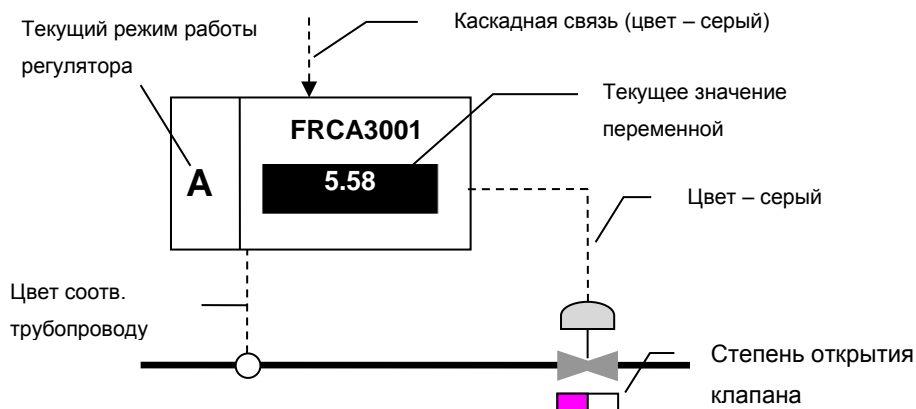 Текущий режим работы
регулятора
Каскадная связь (цвет – серый)
Текущее значение
переменной
FRCA3001
A
5.58
Цвет – серый
Цвет соотв.
трубопроводу
Степень открытия
клапана